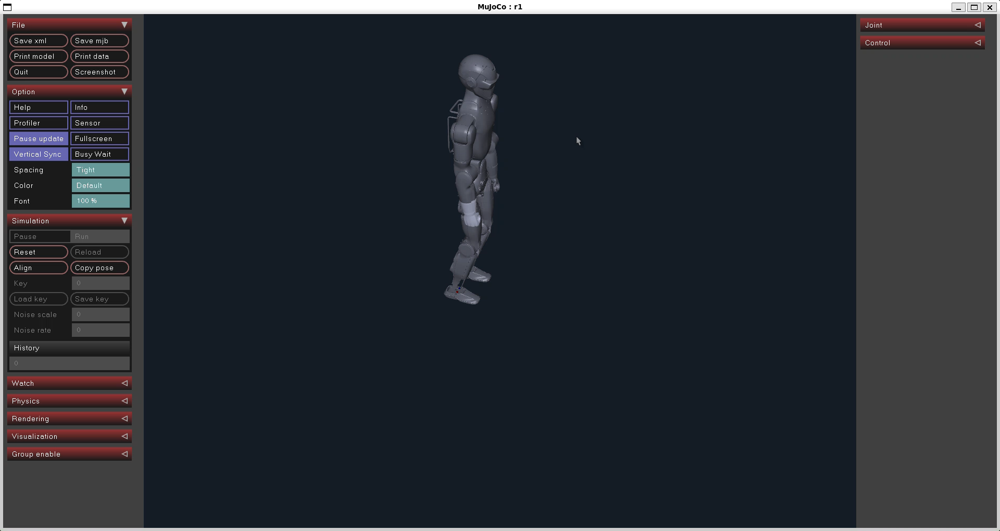 MuJoCo : r1
File
Save xml Save mjb
Print model Print data
Quit Screenshot
Option
Help Info
Profiler Sensor
Pause update Fullscreen
Vertical Sync Busy Wait
Spacing Tight
Color Default
Font 100 %
Simulation
Pause Run
Reset Reload
Align Copy pose
Key 0
Load key Save key
Noise scale 0
Noise rate 0
History
0
Watch
Physics
Rendering
Visualization
Group enable
Joint
Control